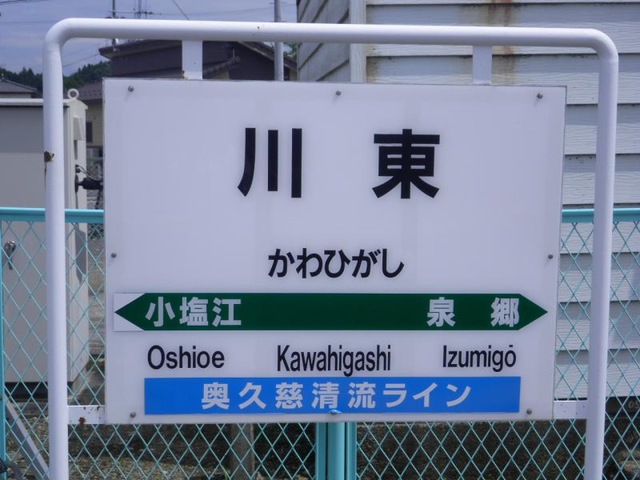 川東
かわひがし
小塩江 泉郷
Oshioe Kawahigashi Izumigō
奥久慈清流ライン